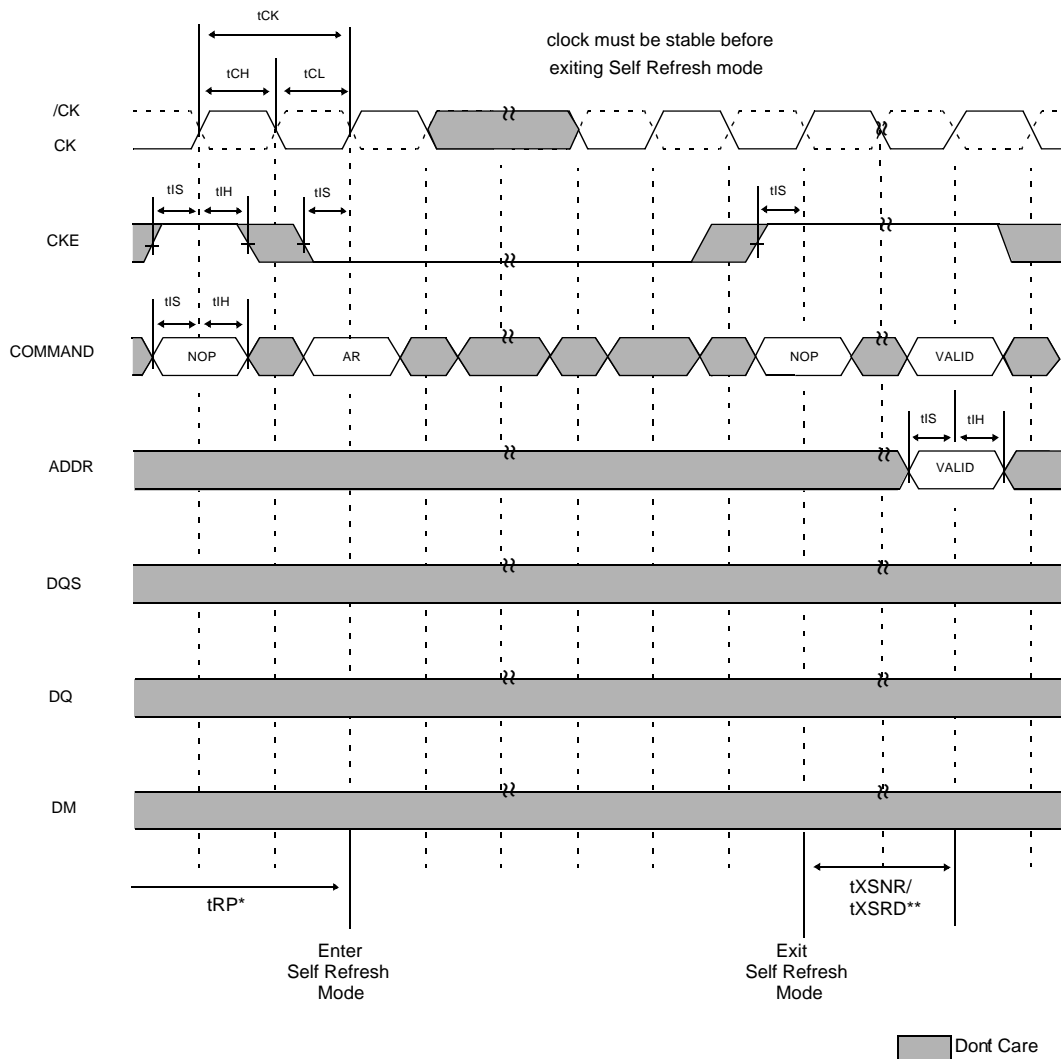 tCK
clock must be stable before
exiting Self Refresh mode
tCH
tCL
/CK
CK
tIS
tIH
tIS
tIS
CKE
tIS
tIH
COMMAND
NOP
AR
NOP
VALID
tIS
tIH
ADDR
VALID
DQS
DQ
DM
tRP*
tXSNR/
tXSRD**
Enter
Self Refresh
Mode
Exit
Self Refresh
Mode
Dont Care